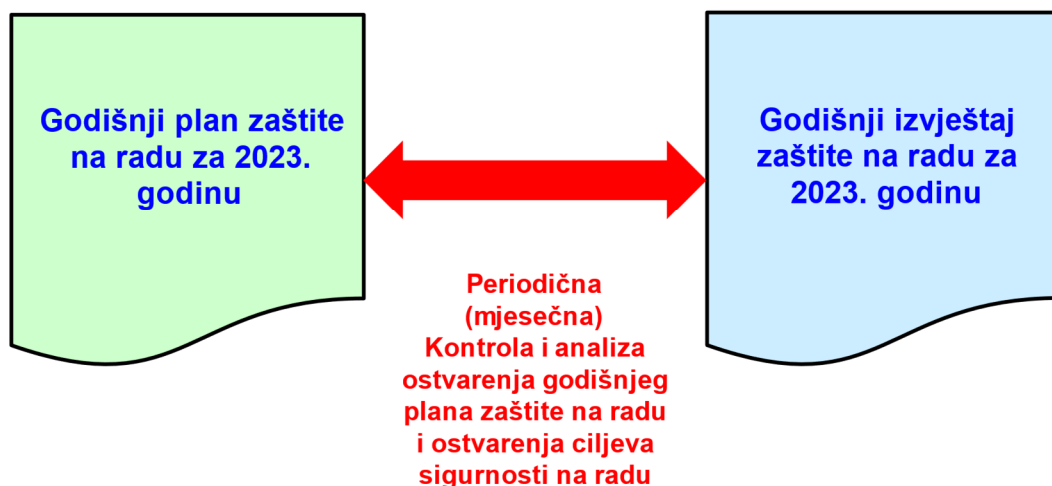 Godišnji plan zaštite
na radu za 2023.
godinu
Godišnji izvještaj
zaštite na radu za
2023. godinu
Periodična
(mjesečna)
Kontrola i analiza
ostvarenja godišnjeg
plana zaštite na radu
i ostvarenja ciljeva
sigurnosti na radu